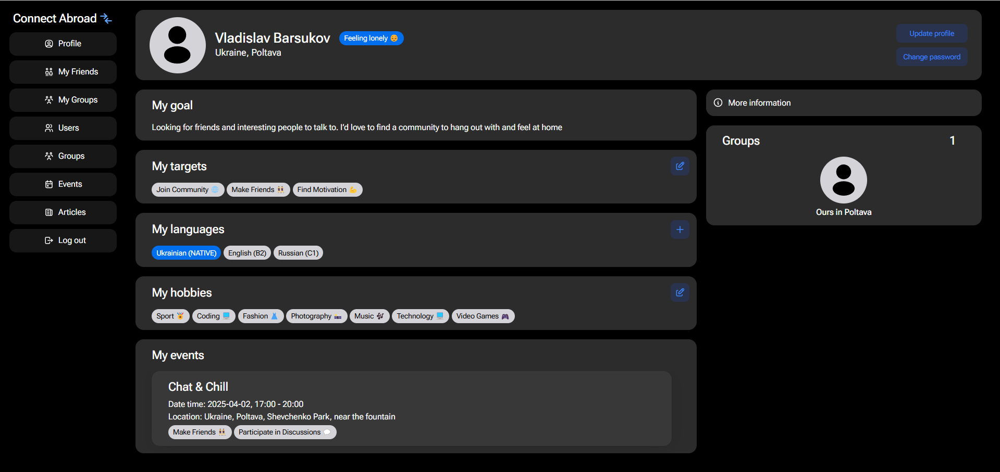 Connect Abroad
Profile
My Friends
My Groups
Users
Groups
Events
Articles
Log out
Vladislav Barsukov
Feeling lonely 😔
Ukraine, Poltava
Update profile
Change password
My goal
Looking for friends and interesting people to talk to. I'd love to find a community to hang out with and feel at home
My targets
Join Community 🌐 Make Friends 👯 Find Motivation 💪
My languages
Ukrainian (NATIVE) English (B2) Russian (C1)
My hobbies
Sport 🏅 Coding 💻 Fashion 👗 Photography 📷 Music 🎶 Technology 💻 Video Games 🎮
My events
Chat & Chill
Date time: 2025-04-02, 17:00 - 20:00
Location: Ukraine, Poltava, Shevchenko Park, near the fountain
Make Friends 👯 Participate in Discussions 💬
More information
Groups 1
Ours in Poltava